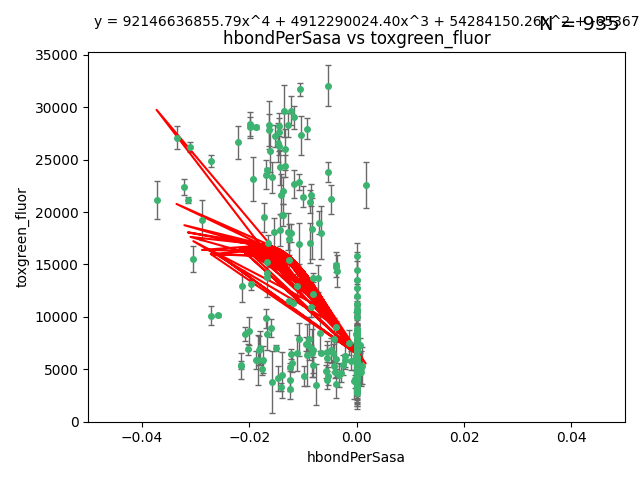 y = 92146636855.79x^4 + 4912290024.40x^3 + 54284150.26x^2 +
N = 935
hbondPerSasa vs toxgreen_fluor
35000
30000
25000
20000
15000
10000
5000
0
toxgreen_fluor
−0.04 −0.02 0.00 0.02 0.04
hbondPerSasa